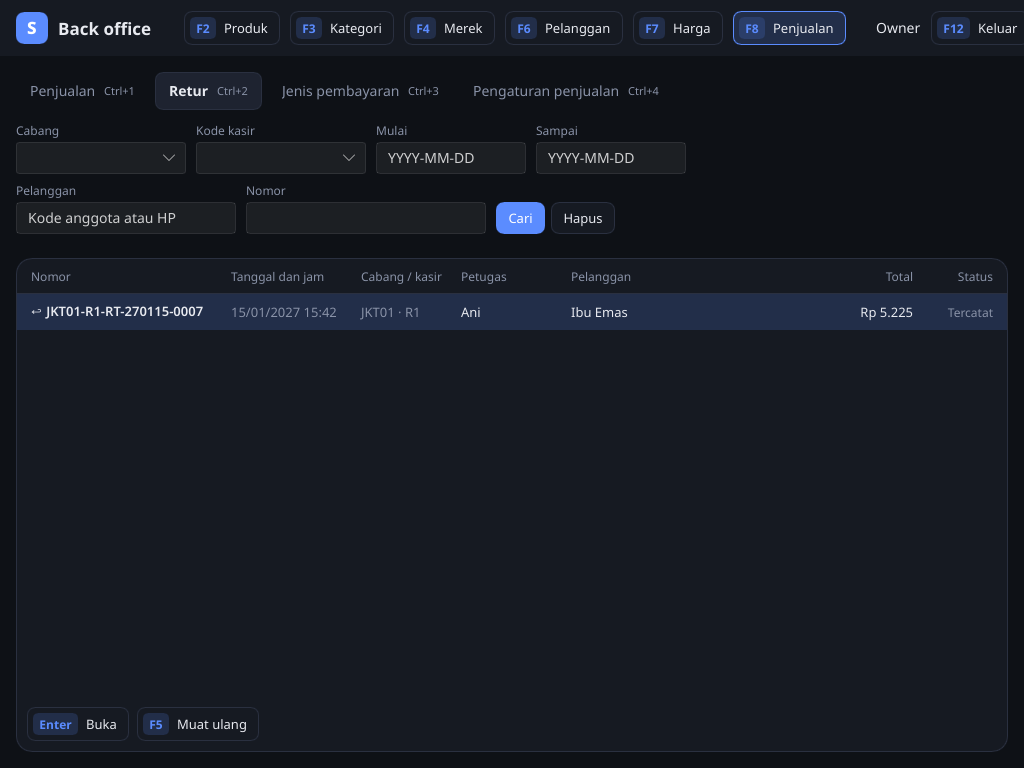 S Back office F2 Produk F3 Kategori F4 Merek F6 Pelanggan F7 Harga F8 Penjualan Owner F12 Keluar
Penjualan Ctrl+1 Retur Ctrl+2 Jenis pembayaran Ctrl+3 Pengaturan penjualan Ctrl+4
Cabang Kode kasir Mulai Sampai
YYYY-MM-DD YYYY-MM-DD
Pelanggan Nomor
Kode anggota atau HP Cari Hapus
Nomor Tanggal dan jam Cabang / kasir Petugas Pelanggan Total Status
↩ JKT01-R1-RT-270115-0007 15/01/2027 15:42 JKT01 · R1 Ani Ibu Emas Rp 5.225 Tercatat
Enter Buka F5 Muat ulang